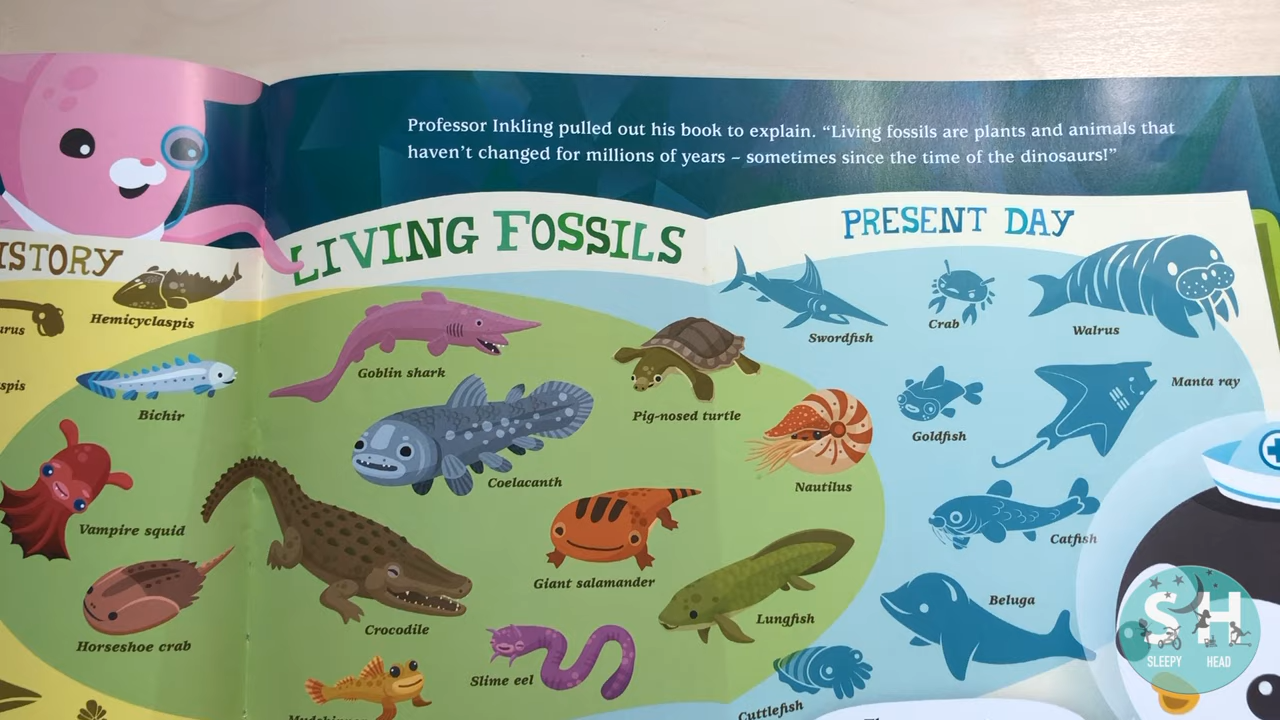 Professor Inkling pulled out his book to explain. “Living fossils are plants and animals that
haven’t changed for millions of years – sometimes since the time of the dinosaurs!”
ISTORY
LIVING FOSSILS
PRESENT DAY
urus
Hemicyclaspis
spis
Bichir
Vampire squid
Horseshoe crab
Goblin shark
Coelacanth
Pig-nosed turtle
Nautilus
Giant salamander
Crocodile
Lungfish
Slime eel
Swordfish
Crab
Walrus
Manta ray
Goldfish
Catfish
Beluga
Cuttlefish
S H
SLEEPY HEAD